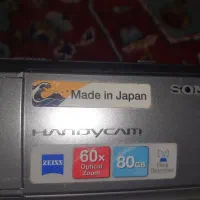 Made in Japan
SON
HANDYCAM
ZEISS
60x
Optical
Zoom
80GB